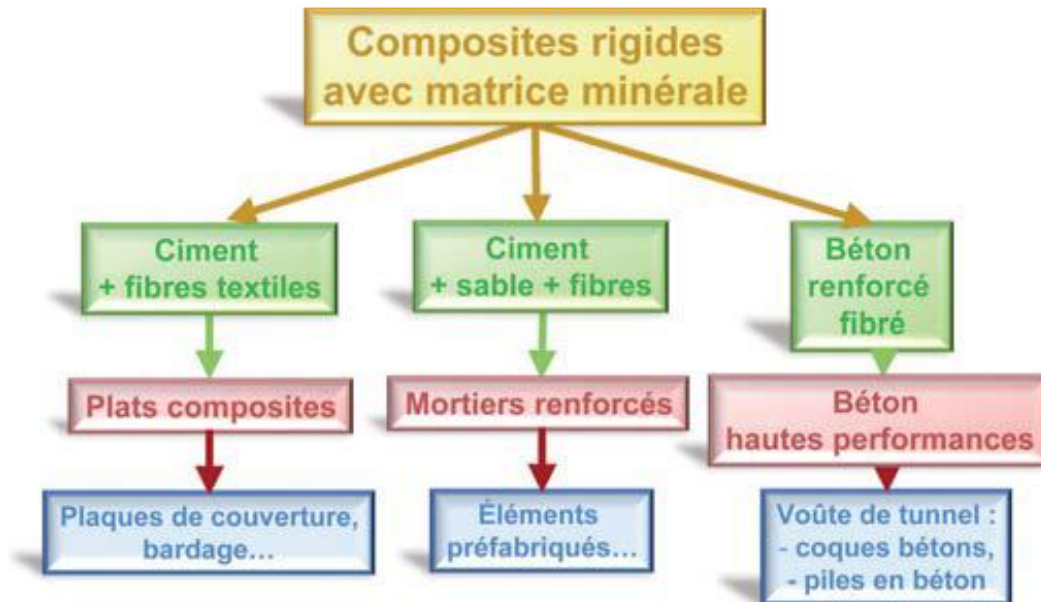 Composites rigides
avec matrice minérale
Ciment
+ fibres textiles
Ciment
+ sable + fibres
Béton
renforcé
fibré
Plats composites
Mortiers renforcés
Béton
hautes performances
Plaques de couverture,
bardage...
Éléments
préfabriqués...
Voûte de tunnel :
- coques bétons,
- piles en béton